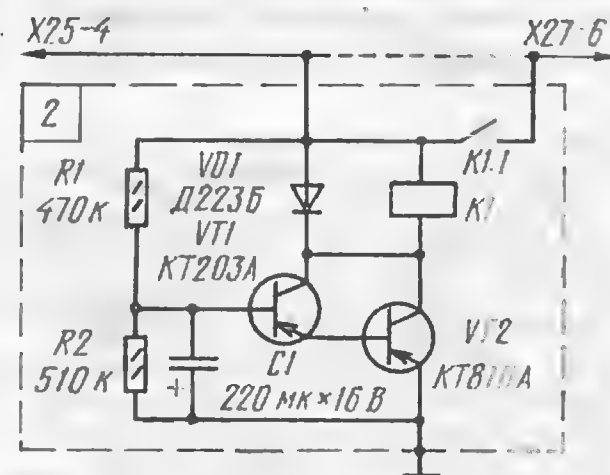 X25-4
X27-6
2
R1
470к
VD1
Д223Б
VT1
КТ203А
K1.1
K1
R2
510к
C1
220 мк×16 В
VT2